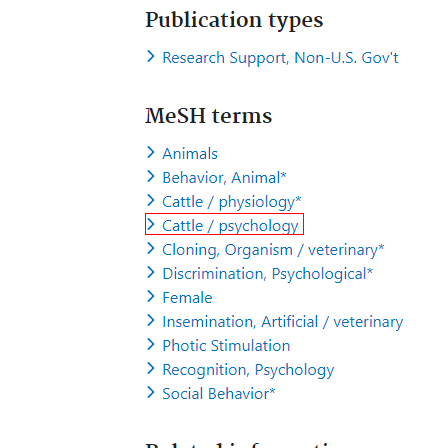 Publication types
Research Support, Non-U.S. Gov't
MeSH terms
Animals
Behavior, Animal*
Cattle / physiology*
Cattle / psychology
Cloning, Organism / veterinary*
Discrimination, Psychological*
Female
Insemination, Artificial / veterinary
Photic Stimulation
Recognition, Psychology
Social Behavior*